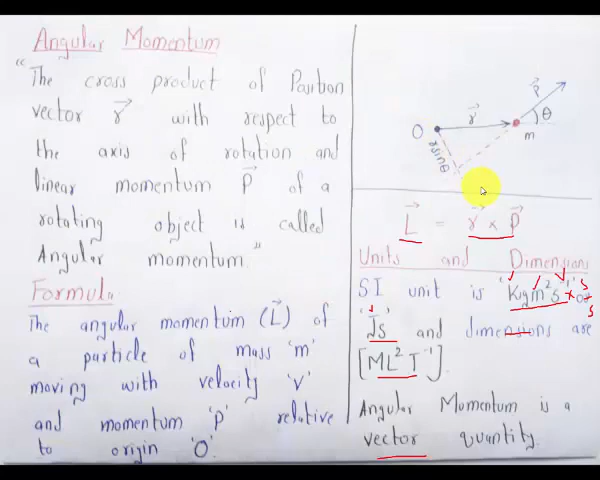 Angular Momentum
"The cross product of Position
vector r⃗ with respect to
the axis of rotation and
linear momentum P⃗ of a
rotating object is called
Angular momentum."
Formula
The angular momentum (L⃗) of
a particle of mass 'm'
moving with velocity 'v'
and momentum 'p' relative
to origin 'O'.
P⃗
θ
O
r⃗
m
rsinθ
L⃗ = r⃗ × P⃗
Units and Dimensions
SI unit is 'Kgm²s⁻¹' × s/s or
'Js' and dimensions are
[ML²T⁻¹].
Angular Momentum is a
vector quantity.